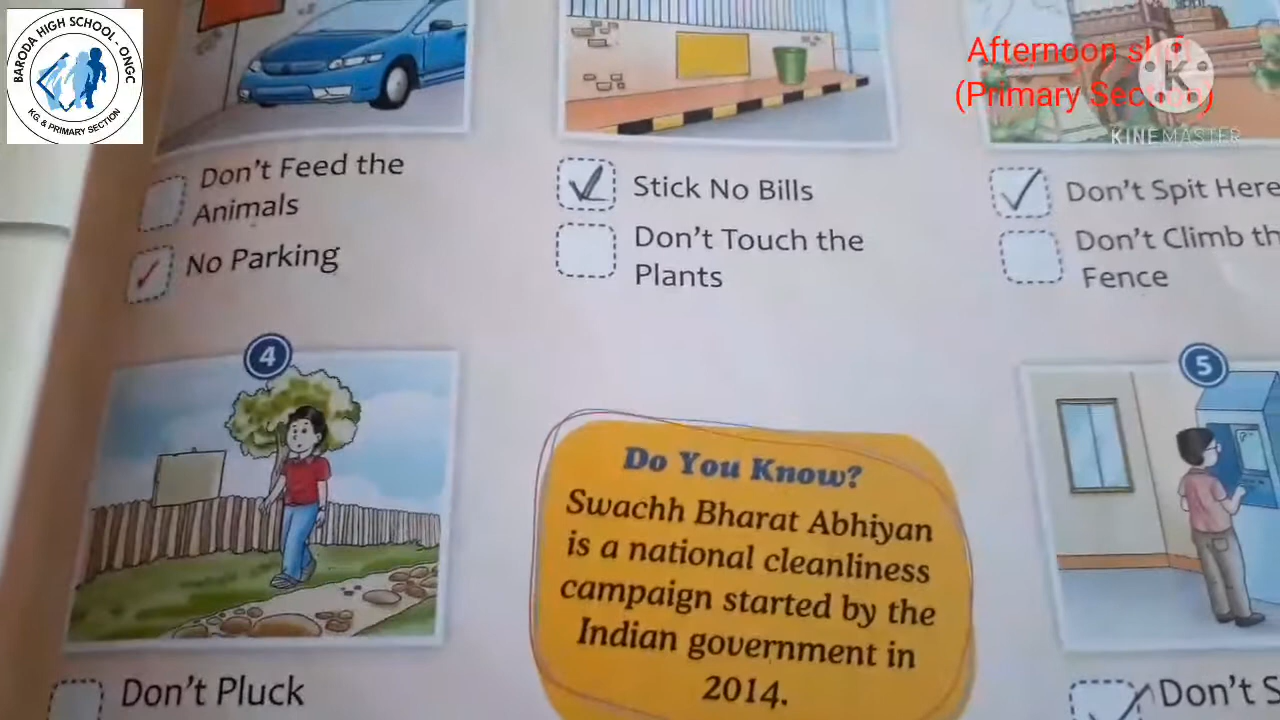 BARODA HIGH SCHOOL - ONGC
KG & PRIMARY SECTION
Afternoon
(Primary Section)
K
KINEMASTER
Don't Feed the
Animals
No Parking
Stick No Bills
Don't Touch the
Plants
Don't Spit Here
Don't Climb
Fence
4
5
Do You Know?
Swachh Bharat Abhiyan
is a national cleanliness
campaign started by the
Indian government in
2014.
Don't Pluck
Don't